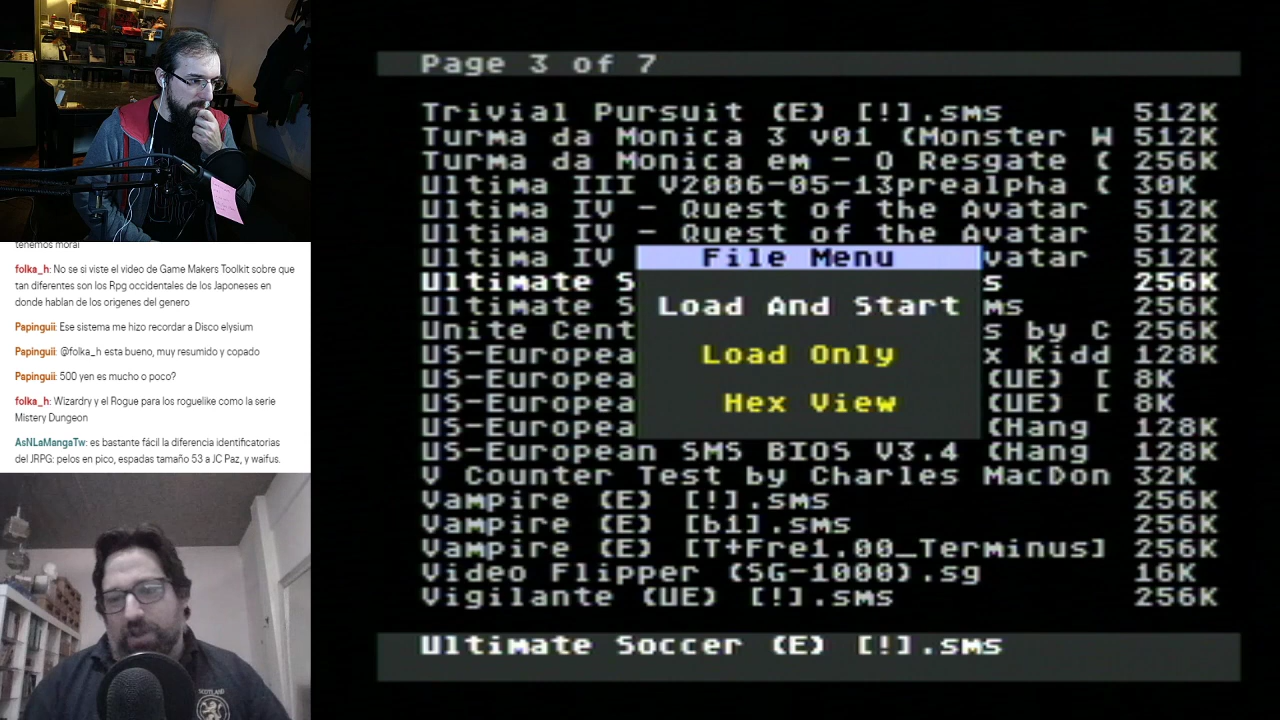 tenemos moral
folka_h: No se si viste el video de Game Makers Toolkit sobre que
tan diferentes son los Rpg occidentales de los Japoneses en
donde hablan de los origenes del genero
Papinguii: Ese sistema me hizo recordar a Disco elysium
Papinguii: @folka_h esta bueno, muy resumido y copado
Papinguii: 500 yen es mucho o poco?
folka_h: Wizardry y el Rogue para los roguelike como la serie
Mistery Dungeon
AsNLaMangaTw: es bastante fácil la diferencia identificatorias
del JRPG: pelos en pico, espadas tamaño 53 a JC Paz, y waifus.
SCOTLAND
Page 3 of 7
Trivial Pursuit (E) [!].sms 512K
Turma da Monica 3 v01 (Monster W 512K
Turma da Monica em - O Resgate ( 256K
Ultima III V2006-05-13prealpha ( 30K
Ultima IV - Quest of the Avatar 512K
Ultima IV - Quest of the Avatar 512K
Ultima IV vatar 512K
Ultimate S s 256K
Ultimate S ms 256K
Unite Cent s by C 256K
US-Europea x Kidd 128K
US-Europea (UE) [ 8K
US-Europea (UE) [ 8K
US-Europea (Hang 128K
US-European SMS BIOS V3.4 (Hang 128K
V Counter Test by Charles MacDon 32K
Vampire (E) [!].sms 256K
Vampire (E) [b1].sms 256K
Vampire (E) [T+Fre1.00_Terminus] 256K
Video Flipper (SG-1000).sg 16K
Vigilante (UE) [!].sms 256K
File Menu
Load And Start
Load Only
Hex View
Ultimate Soccer (E) [!].sms